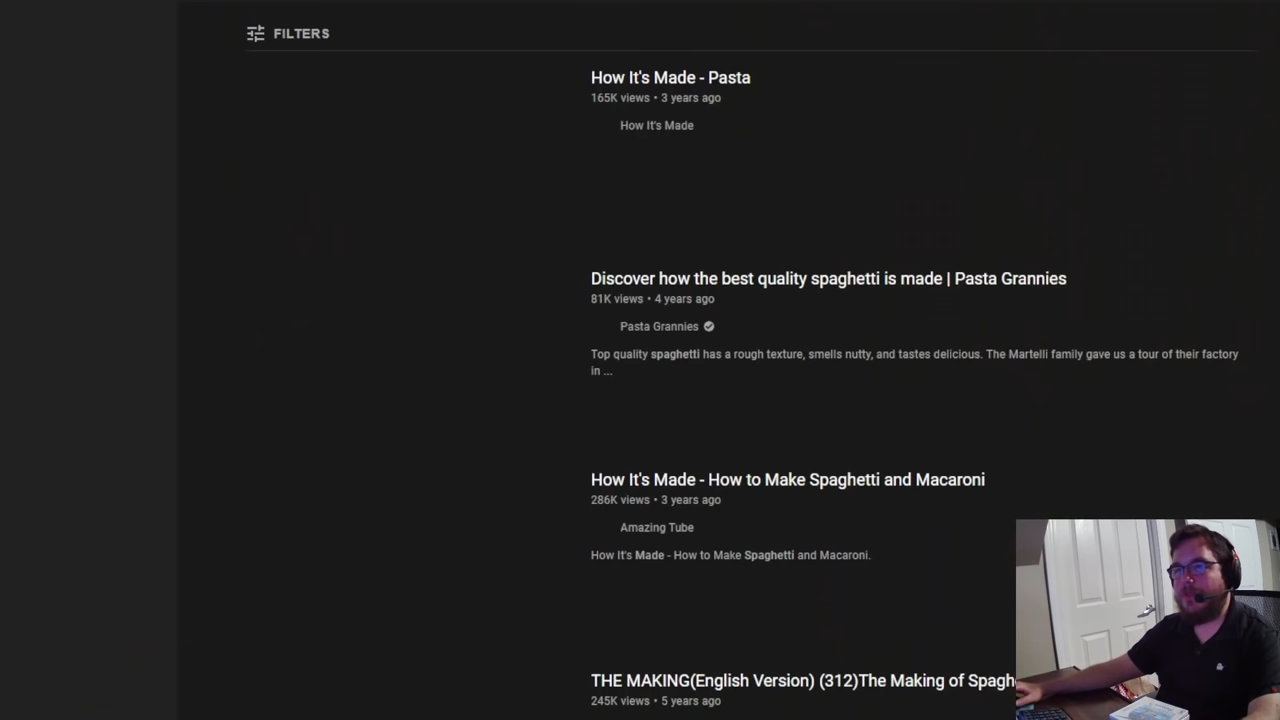 FILTERS
How It's Made - Pasta
165K views • 3 years ago
How It's Made
Discover how the best quality spaghetti is made | Pasta Grannies
81K views • 4 years ago
Pasta Grannies
Top quality spaghetti has a rough texture, smells nutty, and tastes delicious. The Martelli family gave us a tour of their factory
in ...
How It's Made - How to Make Spaghetti and Macaroni
286K views • 3 years ago
Amazing Tube
How It's Made - How to Make Spaghetti and Macaroni.
THE MAKING(English Version) (312)The Making of Spagh
245K views • 5 years ago